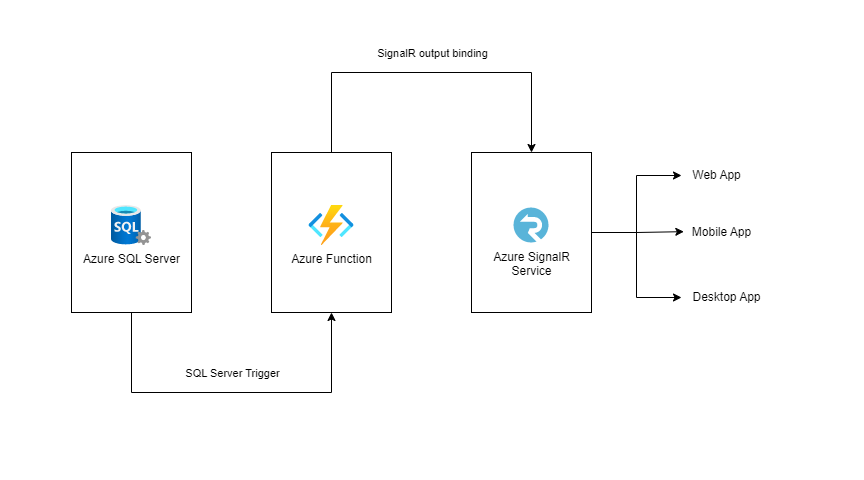 SignalR output binding
SQL
Azure SQL Server
Azure Function
Azure SignalR
Service
Web App
Mobile App
Desktop App
SQL Server Trigger